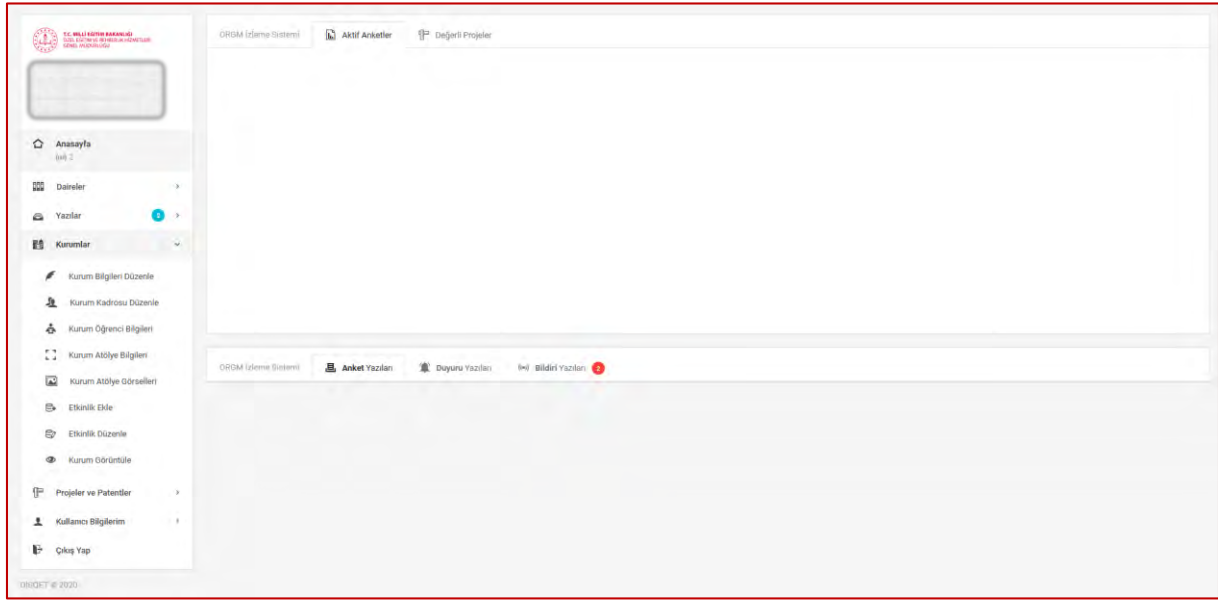 T.C. MİLLİ EĞİTİM BAKANLIĞI
ÖZEL EĞİTİM VE REHBERLİK HİZMETLERİ
GENEL MÜDÜRLÜĞÜ
Anasayfa
Daireler
Yazılar
Kurumlar
Kurum Bilgileri Düzenle
Kurum Kadrosu Düzenle
Kurum Öğrenci Bilgileri
Kurum Atölye Bilgileri
Kurum Atölye Görselleri
Etkinlik Ekle
Etkinlik Düzenle
Kurum Görüntüle
Projeler ve Patentler
Kullanıcı Bilgilerim
Çıkış Yap
© 2020
ORGM İzleme Sistemi Aktif Anketler Değerli Projeler
ORGM İzleme Sistemi Anket Yazıları Duyuru Yazıları Bildiri Yazıları 2